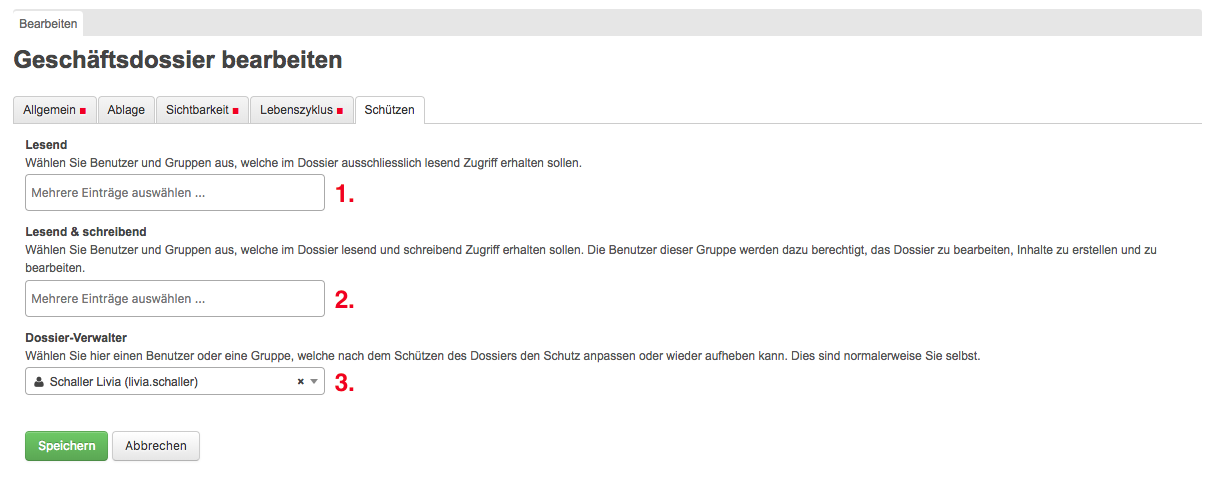 Bearbeiten
Geschäftsdossier bearbeiten
Allgemein Ablage Sichtbarkeit Lebenszyklus Schützen
Lesend
Wählen Sie Benutzer und Gruppen aus, welche im Dossier ausschliesslich lesend Zugriff erhalten sollen.
Mehrere Einträge auswählen ... 1.
Lesend & schreibend
Wählen Sie Benutzer und Gruppen aus, welche im Dossier lesend und schreibend Zugriff erhalten sollen. Die Benutzer dieser Gruppe werden dazu berechtigt, das Dossier zu bearbeiten, Inhalte zu erstellen und zu
bearbeiten.
Mehrere Einträge auswählen ... 2.
Dossier-Verwalter
Wählen Sie hier einen Benutzer oder eine Gruppe, welche nach dem Schützen des Dossiers den Schutz anpassen oder wieder aufheben kann. Dies sind normalerweise Sie selbst.
Schaller Livia (livia.schaller) × 3.
Speichern Abbrechen